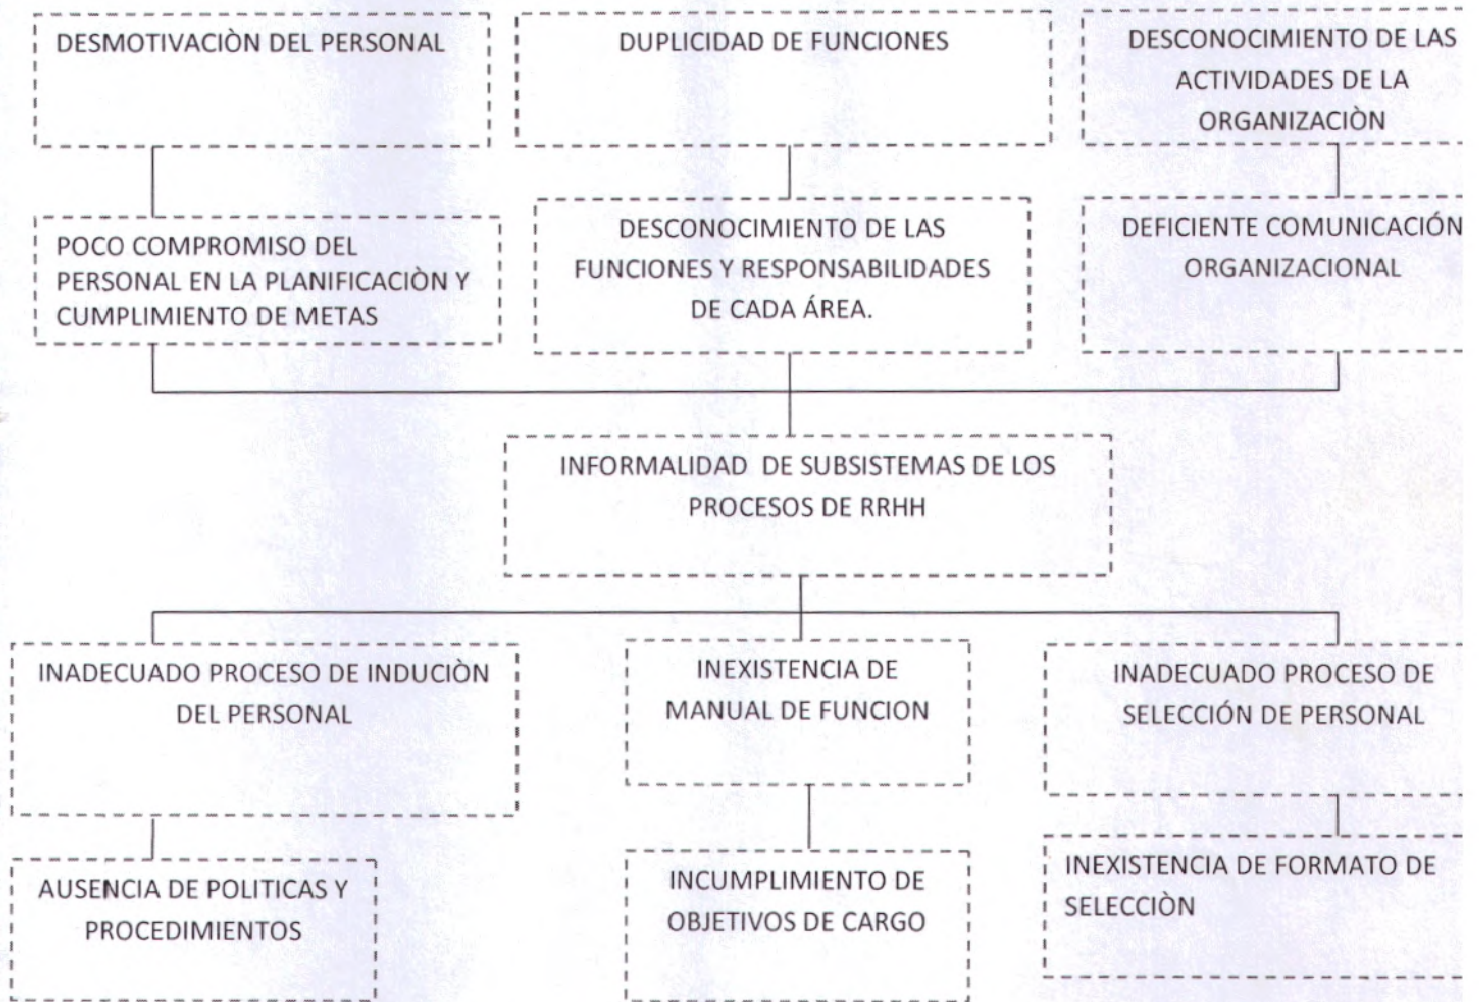 DESMOTIVACIÒN DEL PERSONAL
DUPLICIDAD DE FUNCIONES
DESCONOCIMIENTO DE LAS
ACTIVIDADES DE LA
ORGANIZACIÒN
POCO COMPROMISO DEL
PERSONAL EN LA PLANIFICACIÒN Y
CUMPLIMIENTO DE METAS
DESCONOCIMIENTO DE LAS
FUNCIONES Y RESPONSABILIDADES
DE CADA ÁREA.
DEFICIENTE COMUNICACIÓN
ORGANIZACIONAL
INFORMALIDAD DE SUBSISTEMAS DE LOS
PROCESOS DE RRHH
INADECUADO PROCESO DE INDUCIÒN
DEL PERSONAL
INEXISTENCIA DE
MANUAL DE FUNCION
INADECUADO PROCESO DE
SELECCIÓN DE PERSONAL
AUSENCIA DE POLITICAS Y
PROCEDIMIENTOS
INCUMPLIMIENTO DE
OBJETIVOS DE CARGO
INEXISTENCIA DE FORMATO DE
SELECCIÒN